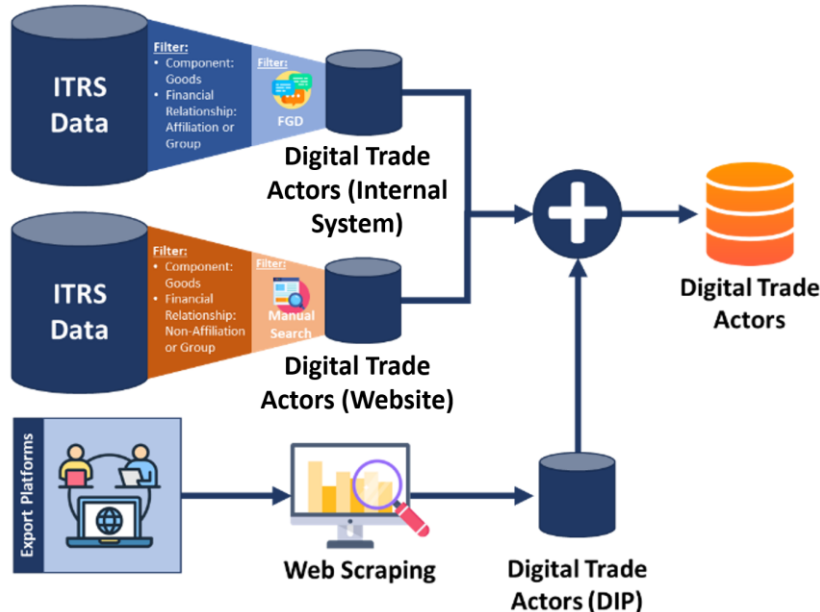 ITRS
Data
Filter:
• Component:
Goods
• Financial
Relationship:
Affiliation or
Group
Filter:
FGD
Digital Trade
Actors (Internal
System)
ITRS
Data
Filter:
• Component:
Goods
• Financial
Relationship:
Non-Affiliation
or Group
Filter:
Manual
Search
Digital Trade
Actors (Website)
Digital Trade
Actors
Export Platforms
Web Scraping
Digital Trade
Actors (DIP)